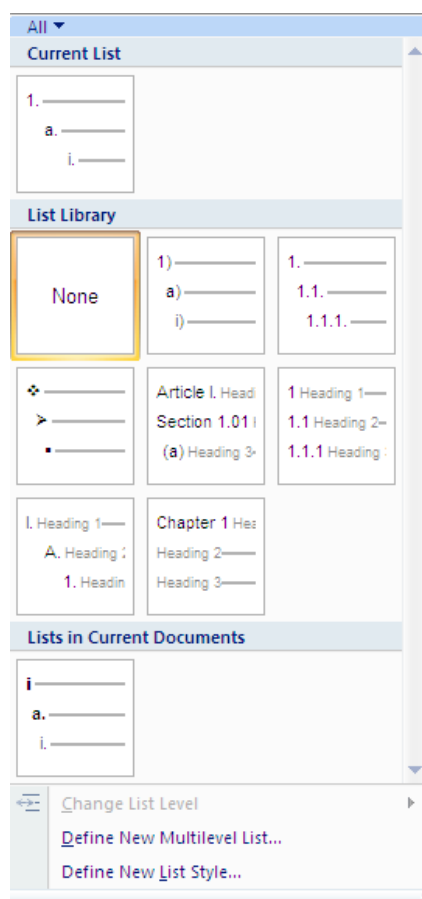 All
Current List
1.
a.
i.
List Library
None
1)
a)
i)
1.
1.1.
1.1.1.
Article I. Headi
Section 1.01 H
(a) Heading 3
1 Heading 1
1.1 Heading 2
1.1.1 Heading
I. Heading 1
A. Heading 2
1. Headin
Chapter 1 Hea
Heading 2
Heading 3
Lists in Current Documents
i
a.
i.
Change List Level
Define New Multilevel List...
Define New List Style...